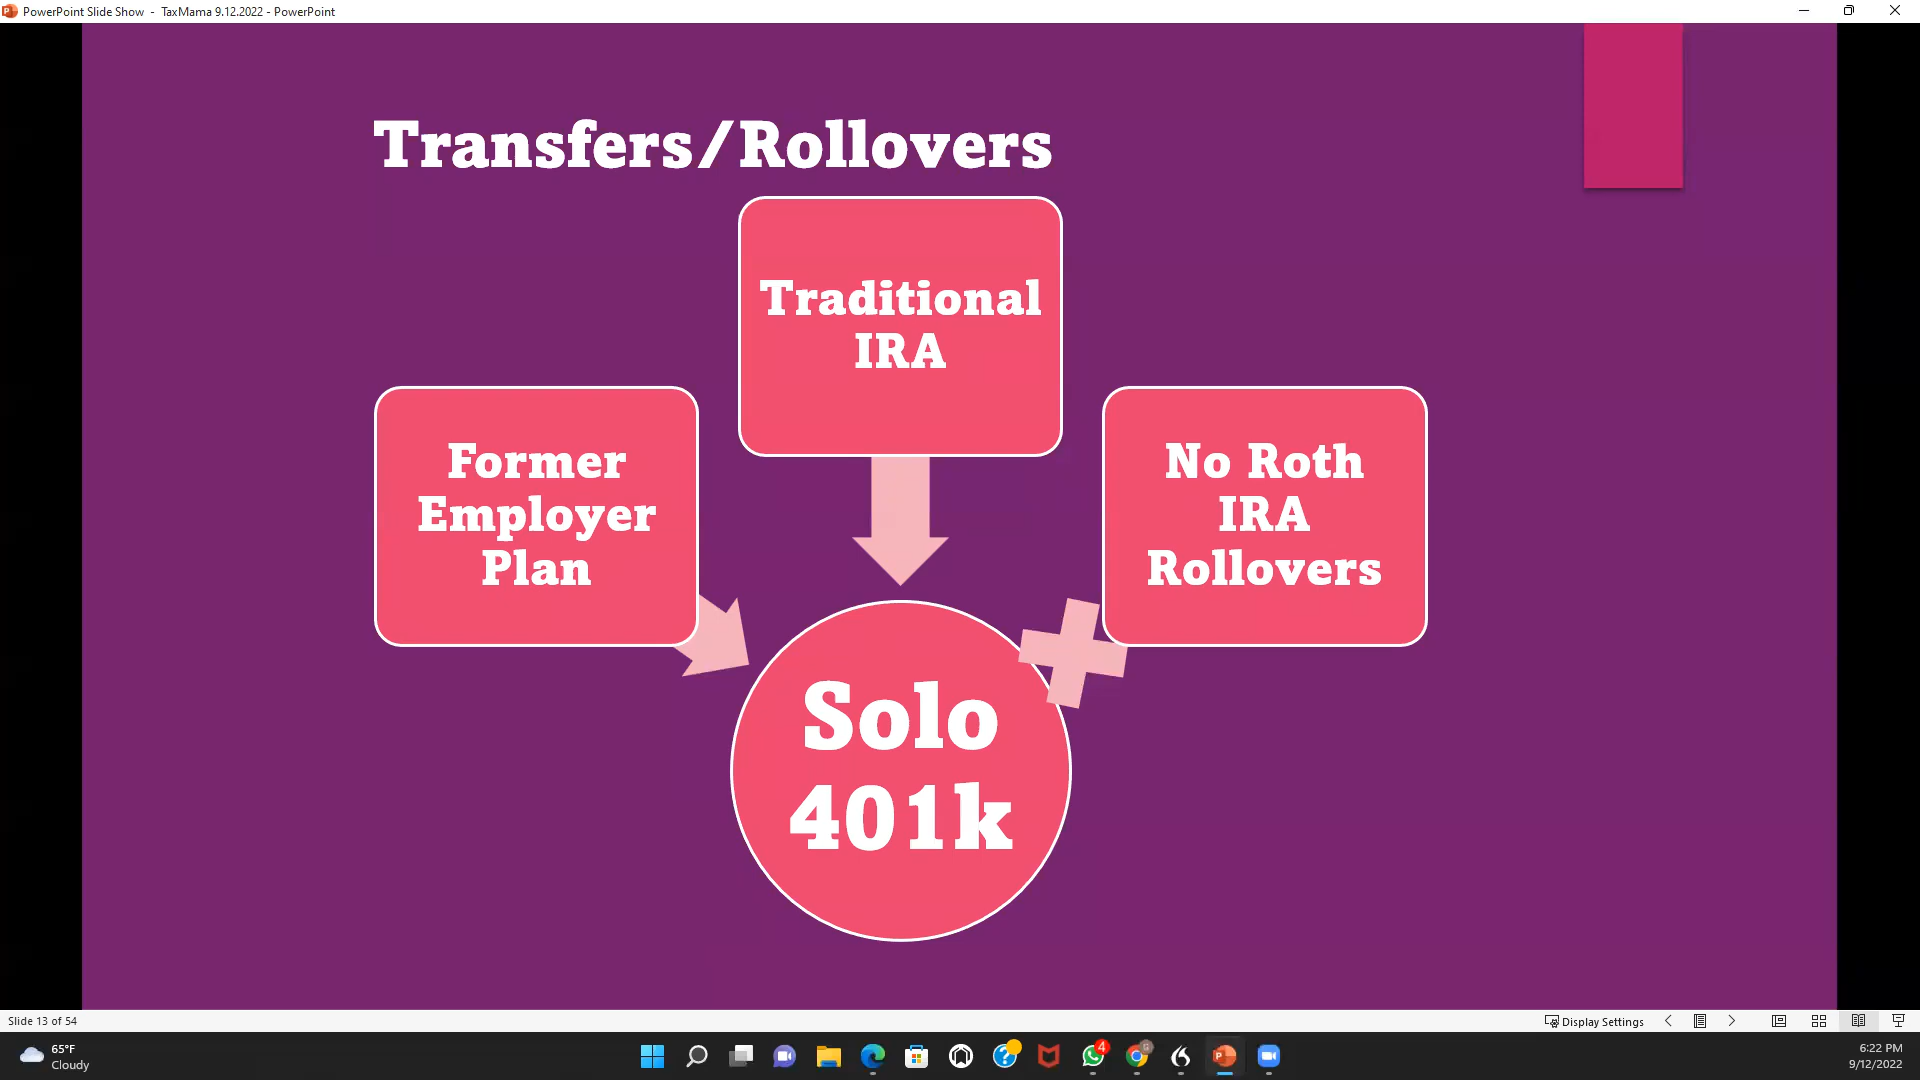 PowerPoint Slide Show - TaxMama 9.12.2022 - PowerPoint
Transfers/Rollovers
Traditional
IRA
Former
Employer
Plan
No Roth
IRA
Rollovers
Solo
401k
Slide 13 of 54
Display Settings
65°F
Cloudy
4
G
6:22 PM
9/12/2022